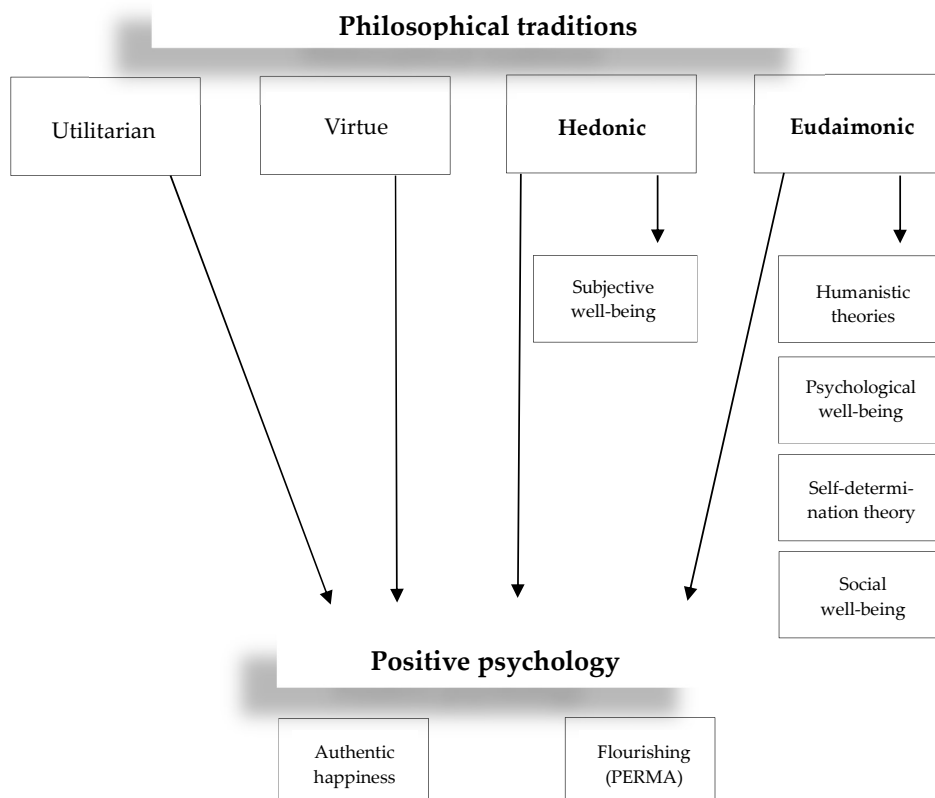 Philosophical traditions
Utilitarian
Virtue
Hedonic
Eudaimonic
Subjective
well-being
Humanistic
theories
Psychological
well-being
Self-determi-
nation theory
Social
well-being
Positive psychology
Authentic
happiness
Flourishing
(PERMA)